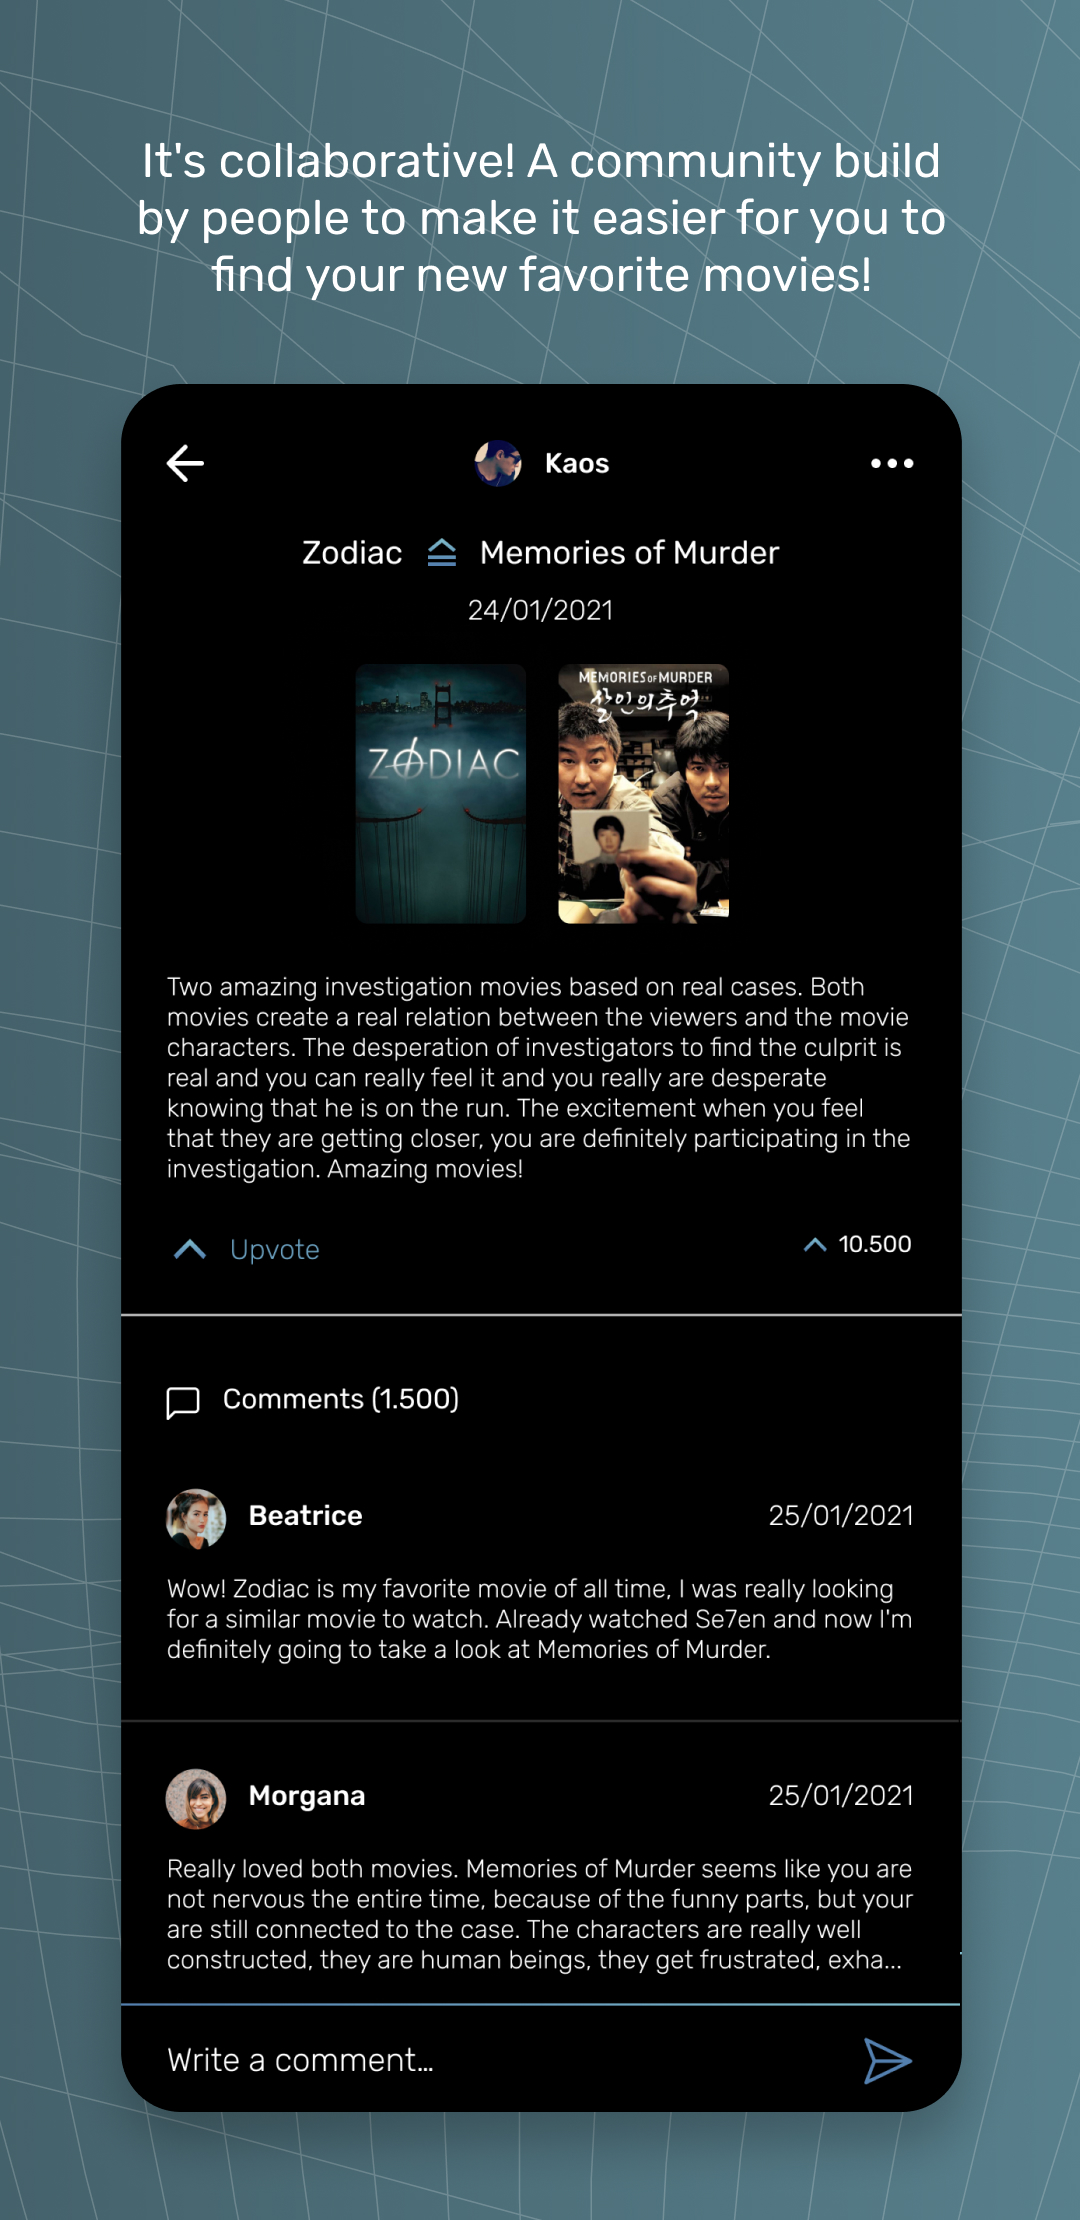 It's collaborative! A community build
by people to make it easier for you to
find your new favorite movies!
Kaos
Zodiac
Memories of Murder
24/01/2021
ZODIAC
MEMORIES OF MURDER
살인의추억
Two amazing investigation movies based on real cases. Both
movies create a real relation between the viewers and the movie
characters. The desperation of investigators to find the culprit is
real and you can really feel it and you really are desperate
knowing that he is on the run. The excitement when you feel
that they are getting closer, you are definitely participating in the
investigation. Amazing movies!
Upvote
10.500
Comments (1.500)
Beatrice
25/01/2021
Wow! Zodiac is my favorite movie of all time, I was really looking
for a similar movie to watch. Already watched Se7en and now I'm
definitely going to take a look at Memories of Murder.
Morgana
25/01/2021
Really loved both movies. Memories of Murder seems like you are
not nervous the entire time, because of the funny parts, but your
are still connected to the case. The characters are really well
constructed, they are human beings, they get frustrated, exha...
Write a comment...